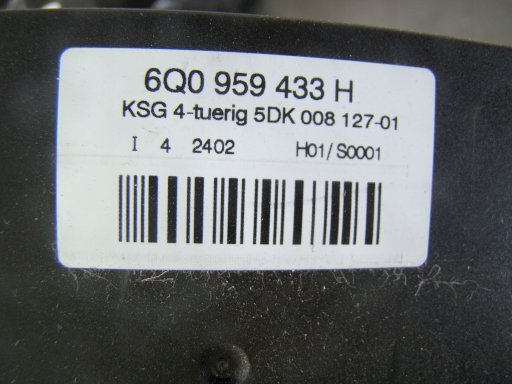 6Q0 959 433 H
KSG 4-tuerig 5DK 008 127-01
I 4 2402 H01/S0001